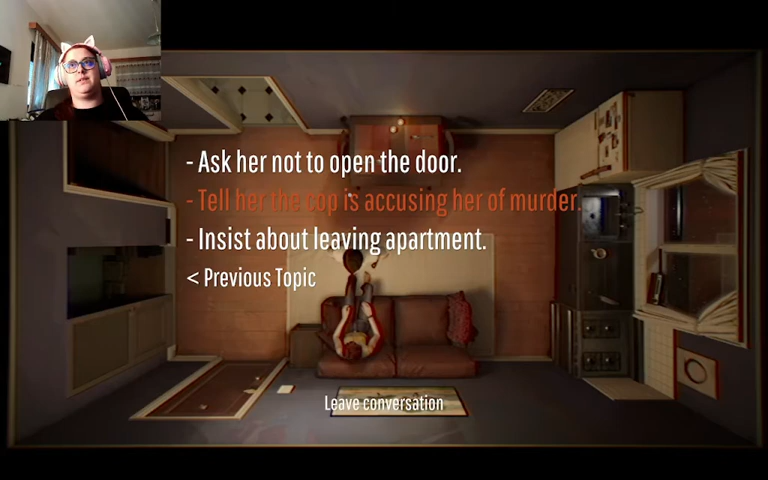 - Ask her not to open the door.
- Tell her the cop is accusing her of murder.
- Insist about leaving apartment.
< Previous Topic
Leave conversation